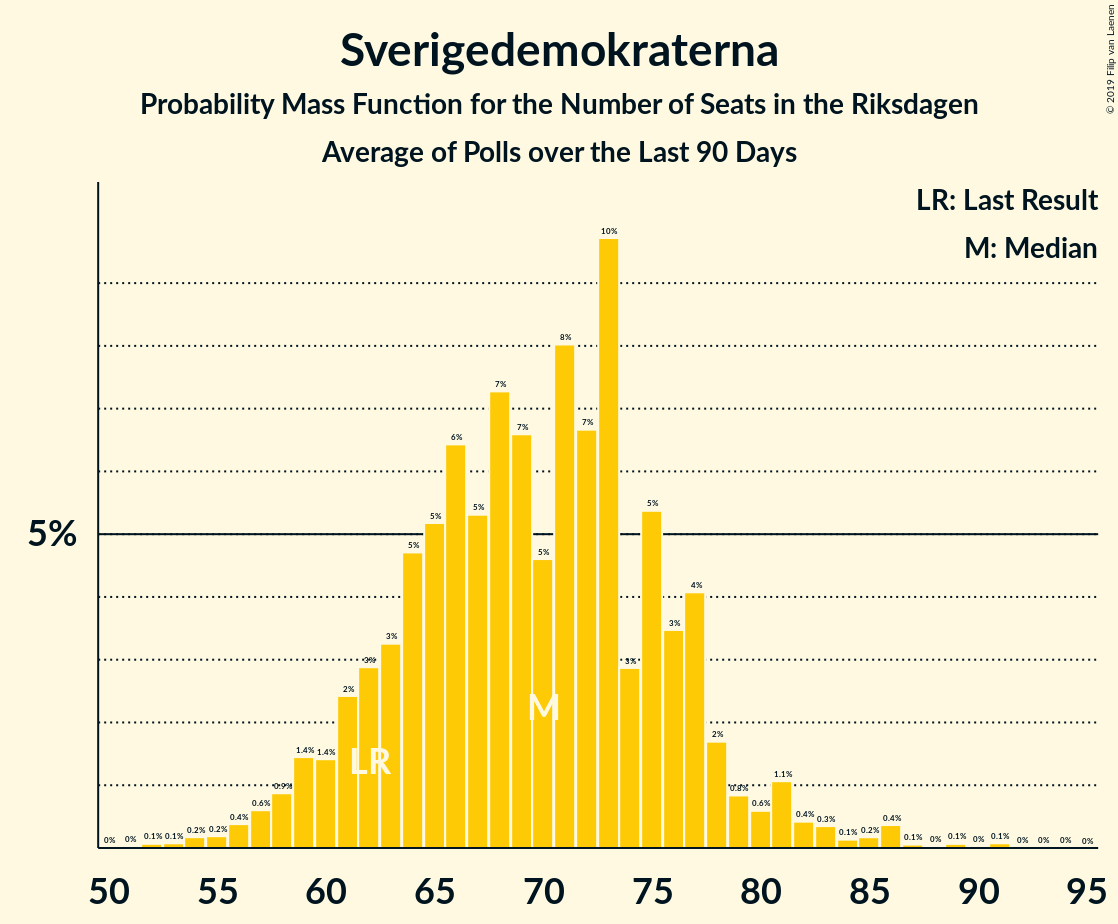 Sverigedemokraterna
© 2019 Filip van Laenen
Probability Mass Function for the Number of Seats in the Riksdagen
Average of Polls over the Last 90 Days
LR: Last Result
M: Median
5%
0% 0% 0.1% 0.1% 0.2% 0.2% 0.4% 0.6% 0.9% 1.4% 1.4% 2% 3% 3% 5% 5% 6% 5% 7% 7% 5% 8% 7% 10% 3% 5% 3% 4% 2% 0.8% 0.6% 1.1% 0.4% 0.3% 0.1% 0.2% 0.4% 0.1% 0% 0.1% 0% 0.1% 0% 0% 0% 0%
M
LR
50 55 60 65 70 75 80 85 90 95